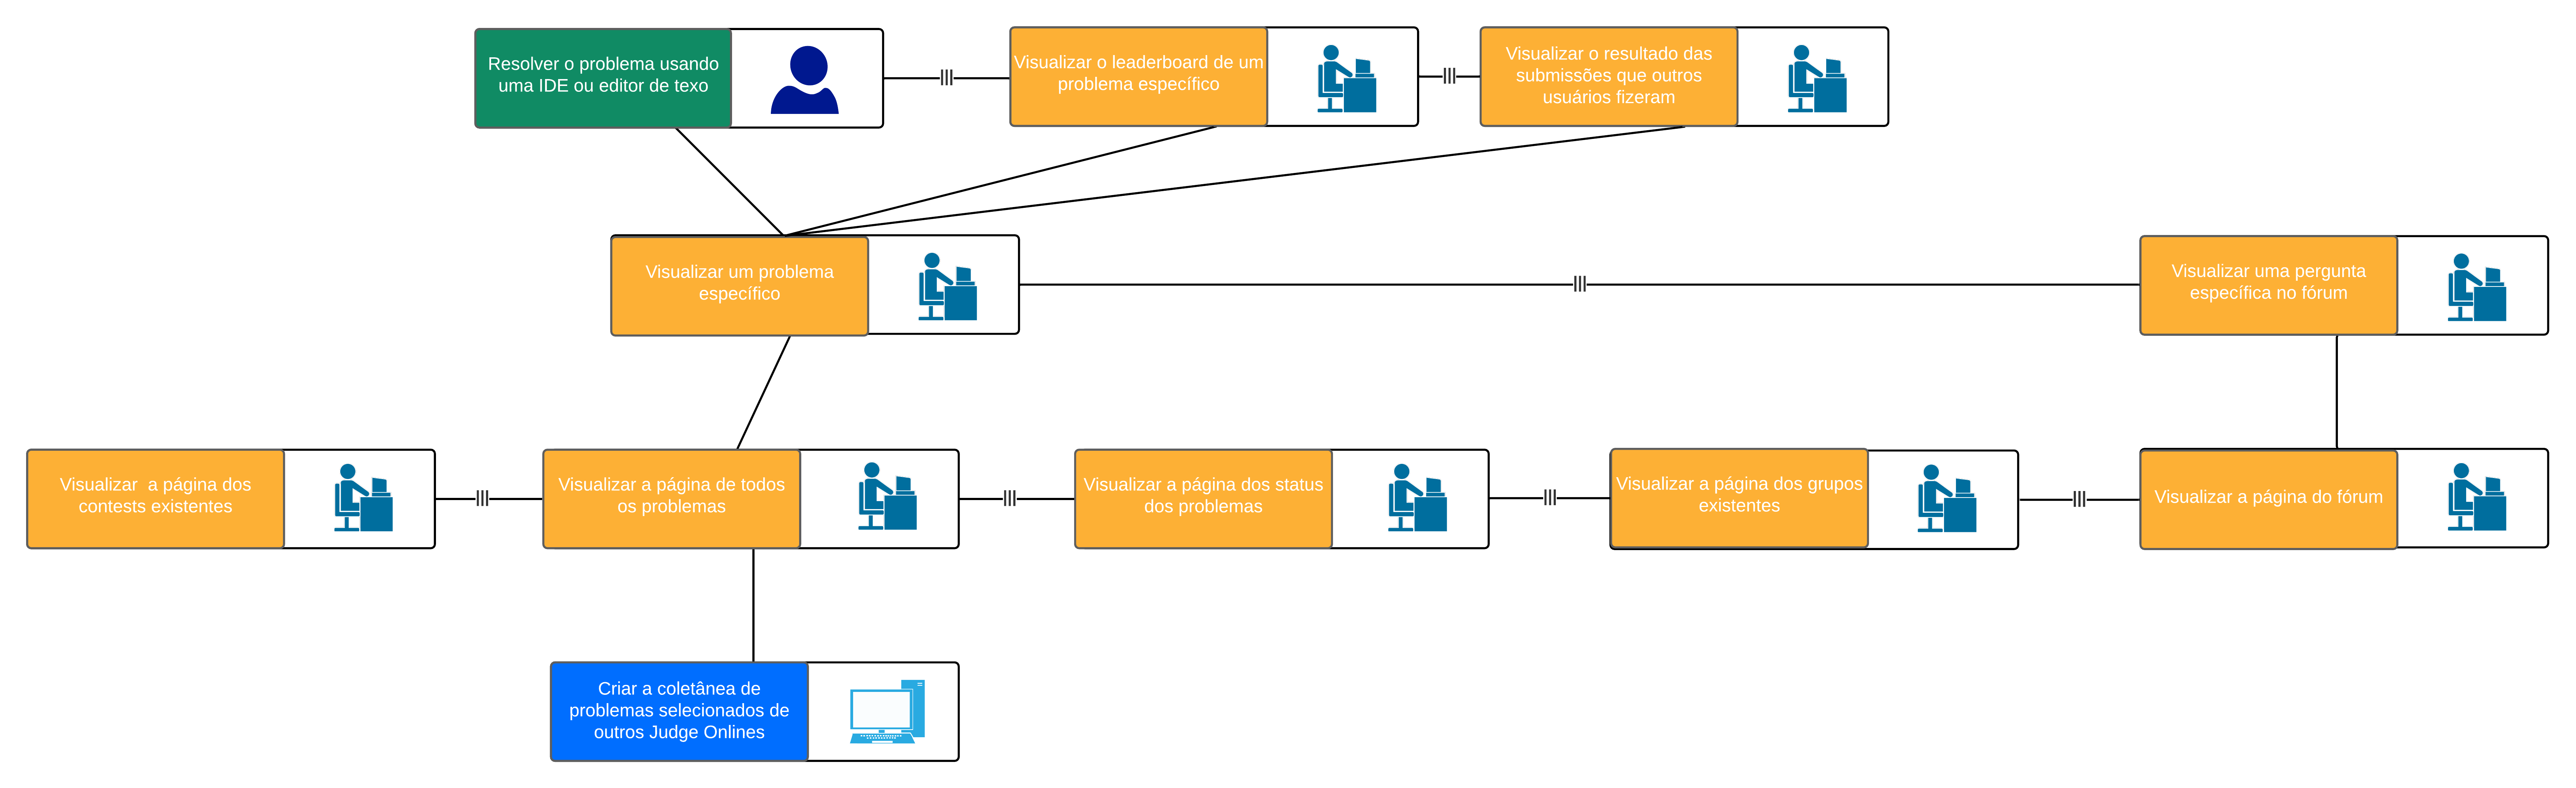 Resolver o problema usando
uma IDE ou editor de texo
Visualizar o leaderboard de um
problema específico
Visualizar o resultado das
submissões que outros
usuários fizeram
Visualizar um problema
específico
Visualizar uma pergunta
específica no fórum
Visualizar a página dos
contests existentes
Visualizar a página de todos
os problemas
Visualizar a página dos status
dos problemas
Visualizar a página dos grupos
existentes
Visualizar a página do fórum
Criar a coletânea de
problemas selecionados de
outros Judge Onlines